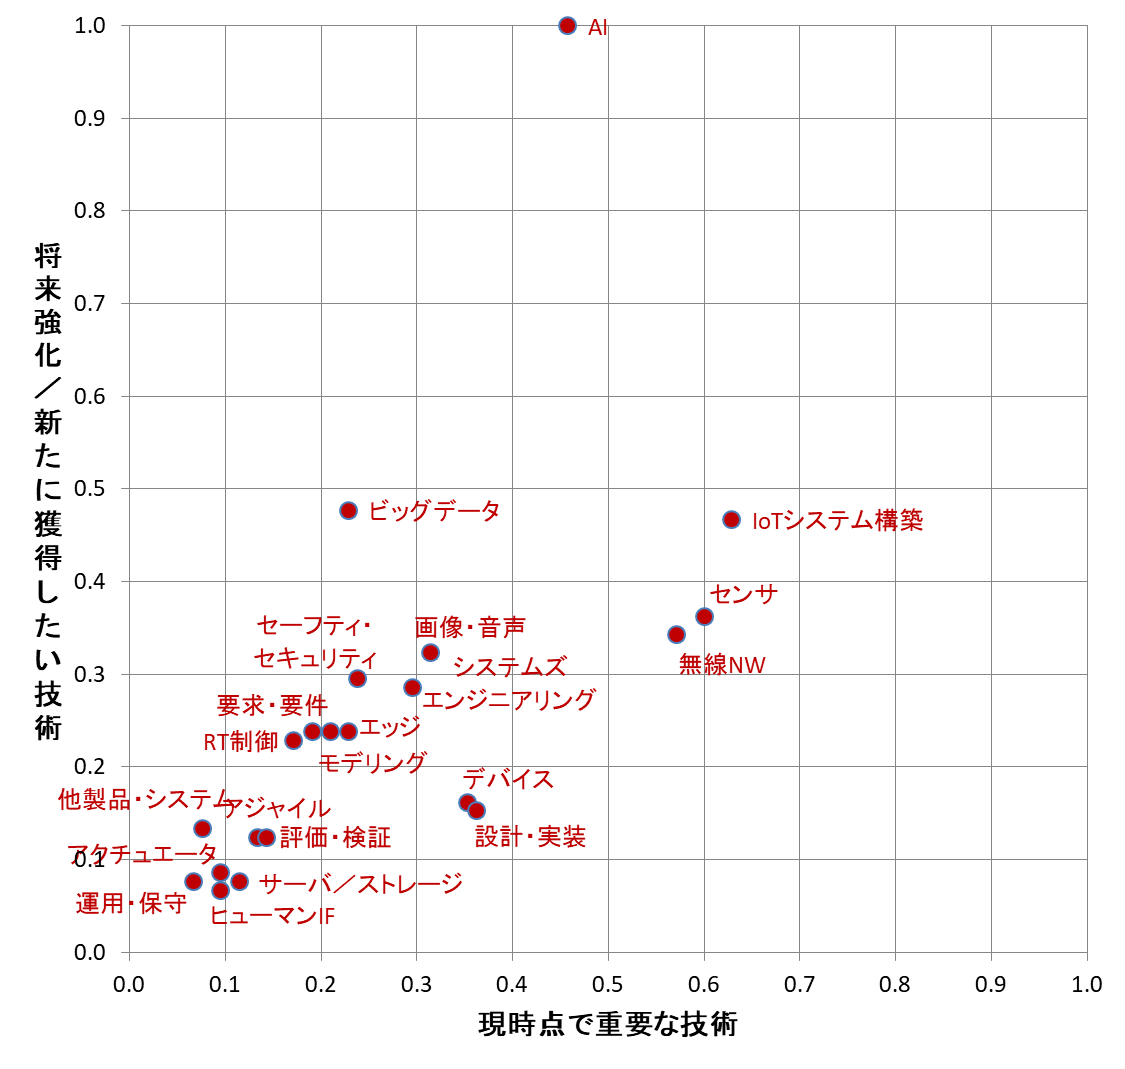 1.0
0.9
0.8
0.7
0.6
0.5
0.4
0.3
0.2
0.1
0.0
将来強化／新たに獲得したい技術
AI
ビッグデータ
IoTシステム構築
センサ
無線NW
セーフティ・
セキュリティ
画像・音声
システムズ
エンジニアリング
要求・要件
エッジ
RT制御
モデリング
デバイス
設計・実装
他製品・システム
アジャイル
評価・検証
アクチュエータ
サーバ／ストレージ
運用・保守
ヒューマンIF
0.0 0.1 0.2 0.3 0.4 0.5 0.6 0.7 0.8 0.9 1.0
現時点で重要な技術